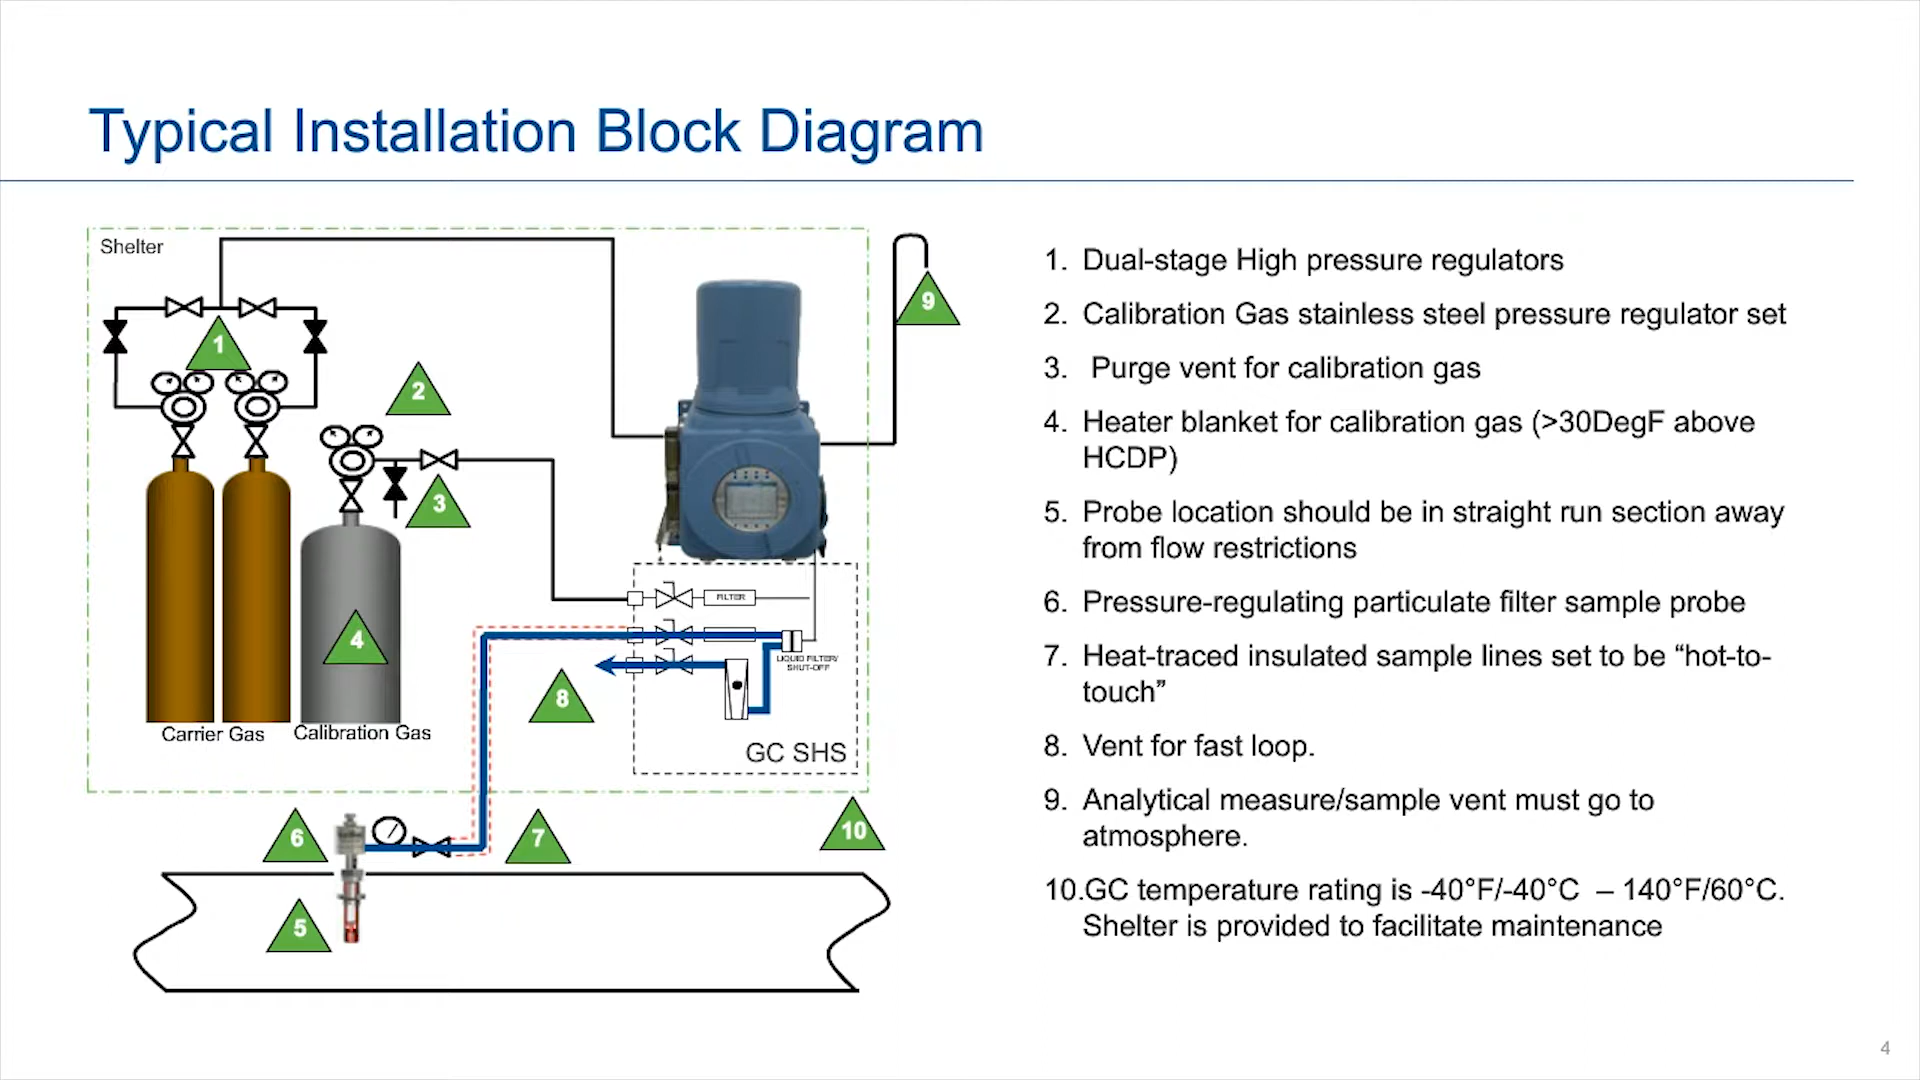 Typical Installation Block Diagram
Shelter
1
2
3
4
Carrier Gas
Calibration Gas
FILTER
LIQUID FILTER/
SHUT-OFF
8
GC SHS
9
6
7
10
5
1. Dual-stage High pressure regulators
2. Calibration Gas stainless steel pressure regulator set
3. Purge vent for calibration gas
4. Heater blanket for calibration gas (>30DegF above
HCDP)
5. Probe location should be in straight run section away
from flow restrictions
6. Pressure-regulating particulate filter sample probe
7. Heat-traced insulated sample lines set to be “hot-to-
touch”
8. Vent for fast loop.
9. Analytical measure/sample vent must go to
atmosphere.
10.GC temperature rating is -40°F/-40°C – 140°F/60°C.
Shelter is provided to facilitate maintenance
4